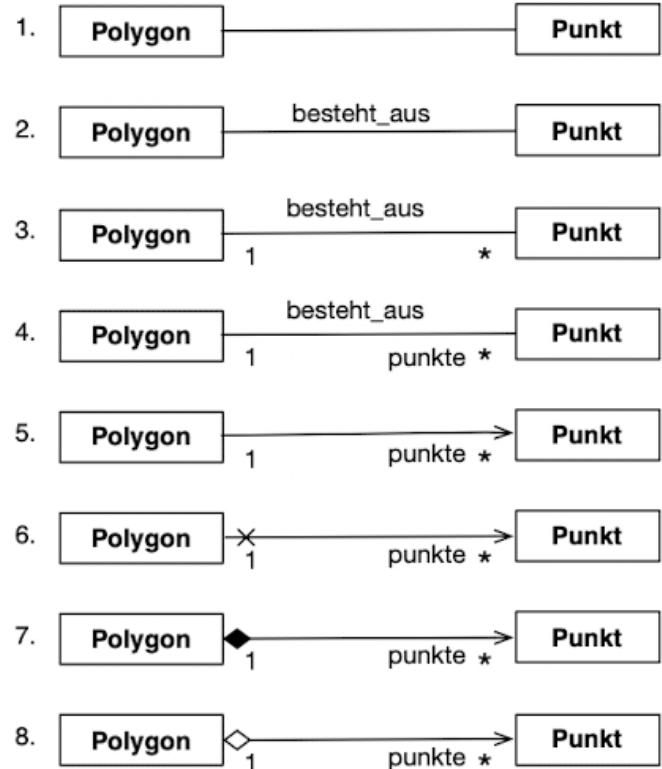 1. Polygon Punkt
2. Polygon besteht_aus Punkt
3. Polygon besteht_aus Punkt
1 *
4. Polygon besteht_aus Punkt
1 punkte *
5. Polygon Punkt
1 punkte *
6. Polygon Punkt
1 punkte *
7. Polygon Punkt
1 punkte *
8. Polygon Punkt
1 punkte *